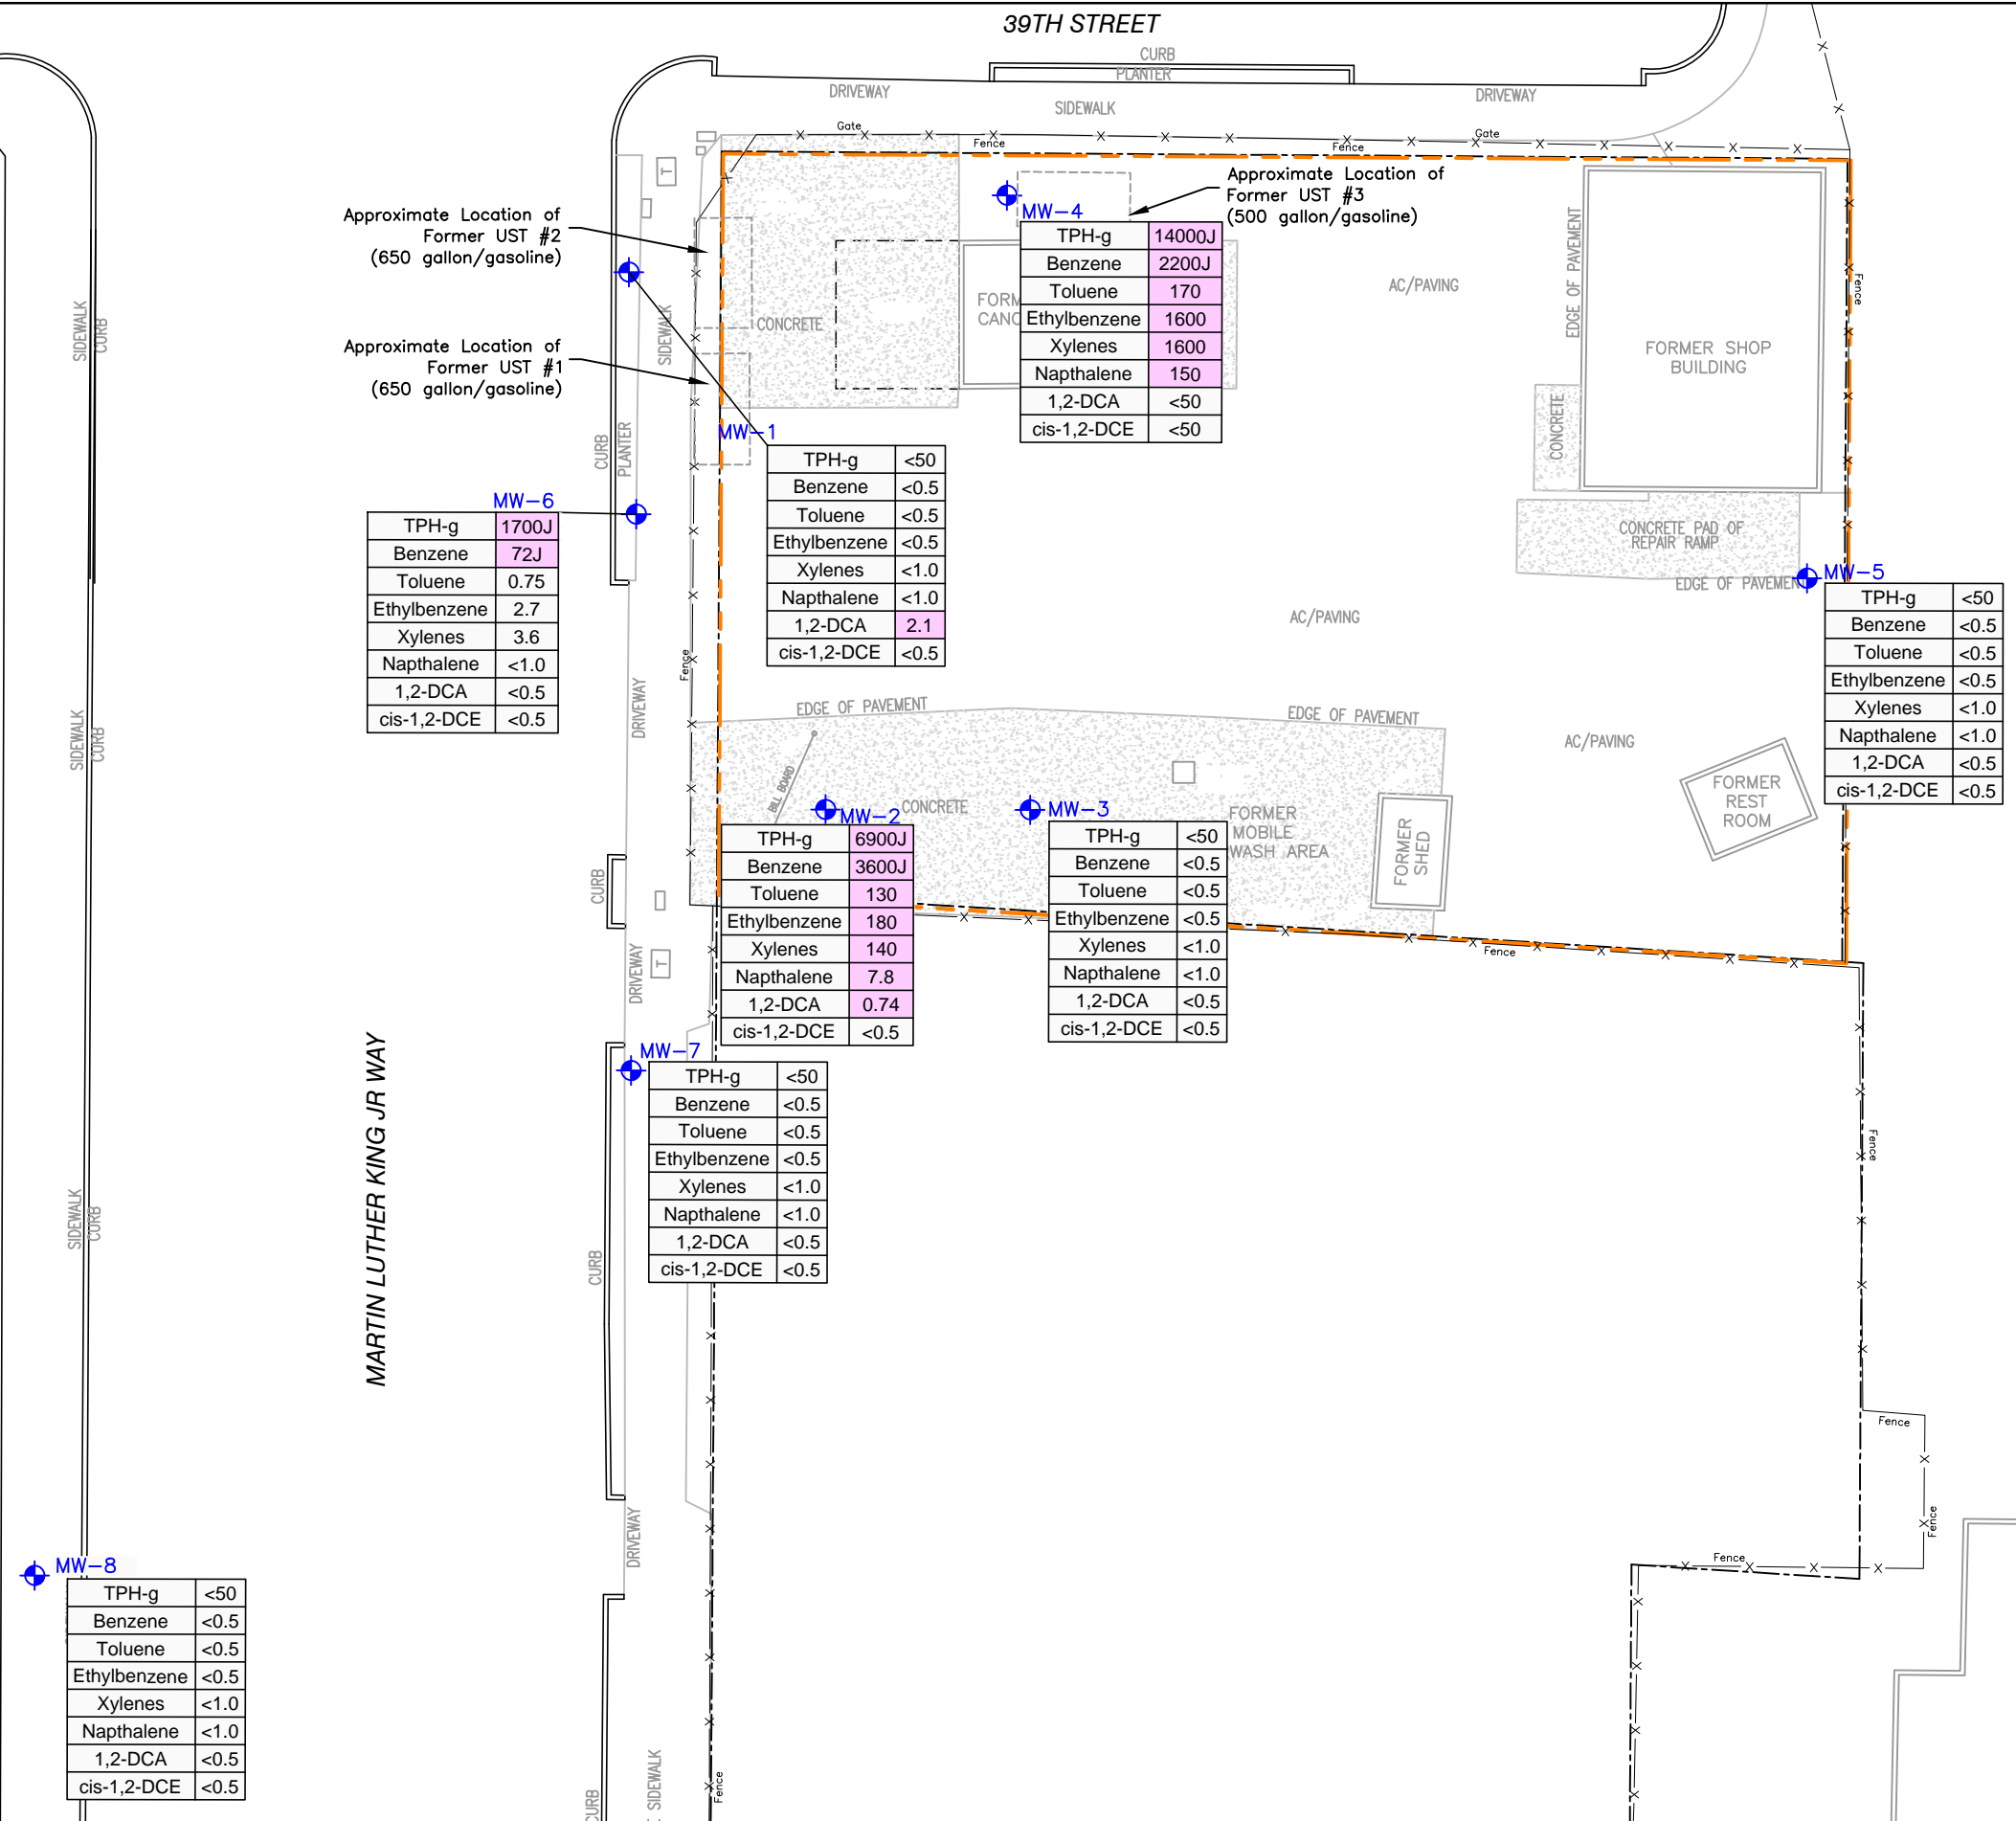 39TH STREET
CURB
PLANTER
DRIVEWAY
SIDEWALK
DRIVEWAY
Gate
Fence
Fence
Gate
T
Approximate Location of
Former UST #2
(650 gallon/gasoline)
Approximate Location of
Former UST #3
(500 gallon/gasoline)
Approximate Location of
Former UST #1
(650 gallon/gasoline)
SIDEWALK
CURB
SIDEWALK
CONCRETE
FORM
CANO
AC/PAVING
EDGE OF PAVEMENT
Fence
FORMER SHOP
BUILDING
CONCRETE
CONCRETE PAD OF
REPAIR RAMP
EDGE OF PAVEMENT
CURB
PLANTER
MW-4
TPH-g 14000J
Benzene 2200J
Toluene 170
Ethylbenzene 1600
Xylenes 1600
Napthalene 150
1,2-DCA <50
cis-1,2-DCE <50
MW-1
TPH-g <50
Benzene <0.5
Toluene <0.5
Ethylbenzene <0.5
Xylenes <1.0
Napthalene <1.0
1,2-DCA 2.1
cis-1,2-DCE <0.5
MW-6
TPH-g 1700J
Benzene 72J
Toluene 0.75
Ethylbenzene 2.7
Xylenes 3.6
Napthalene <1.0
1,2-DCA <0.5
cis-1,2-DCE <0.5
MW-5
TPH-g <50
Benzene <0.5
Toluene <0.5
Ethylbenzene <0.5
Xylenes <1.0
Napthalene <1.0
1,2-DCA <0.5
cis-1,2-DCE <0.5
AC/PAVING
Fence
DRIVEWAY
SIDEWALK
CURB
EDGE OF PAVEMENT
EDGE OF PAVEMENT
AC/PAVING
BILL BOARD
CONCRETE
FORMER
MOBILE
WASH AREA
FORMER
SHED
FORMER
REST
ROOM
MW-2
TPH-g 6900J
Benzene 3600J
Toluene 130
Ethylbenzene 180
Xylenes 140
Napthalene 7.8
1,2-DCA 0.74
cis-1,2-DCE <0.5
MW-3
TPH-g <50
Benzene <0.5
Toluene <0.5
Ethylbenzene <0.5
Xylenes <1.0
Napthalene <1.0
1,2-DCA <0.5
cis-1,2-DCE <0.5
Fence
CURB
DRIVEWAY
T
MW-7
TPH-g <50
Benzene <0.5
Toluene <0.5
Ethylbenzene <0.5
Xylenes <1.0
Napthalene <1.0
1,2-DCA <0.5
cis-1,2-DCE <0.5
MARTIN LUTHER KING JR WAY
SIDEWALK
CURB
CURB
Fence
Fence
Fence
Fence
DRIVEWAY
MW-8
TPH-g <50
Benzene <0.5
Toluene <0.5
Ethylbenzene <0.5
Xylenes <1.0
Napthalene <1.0
1,2-DCA <0.5
cis-1,2-DCE <0.5
CURB
SIDEWALK
Fence